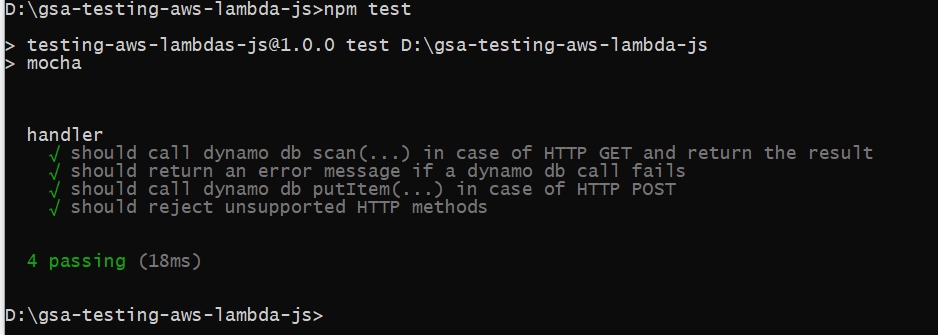 D:\gsa-testing-aws-lambda-js>npm test
> testing-aws-lambdas-js@1.0.0 test D:\gsa-testing-aws-lambda-js
> mocha
handler
√ should call dynamo db scan(...) in case of HTTP GET and return the result
√ should return an error message if a dynamo db call fails
√ should call dynamo db putItem(...) in case of HTTP POST
√ should reject unsupported HTTP methods
4 passing (18ms)
D:\gsa-testing-aws-lambda-js>